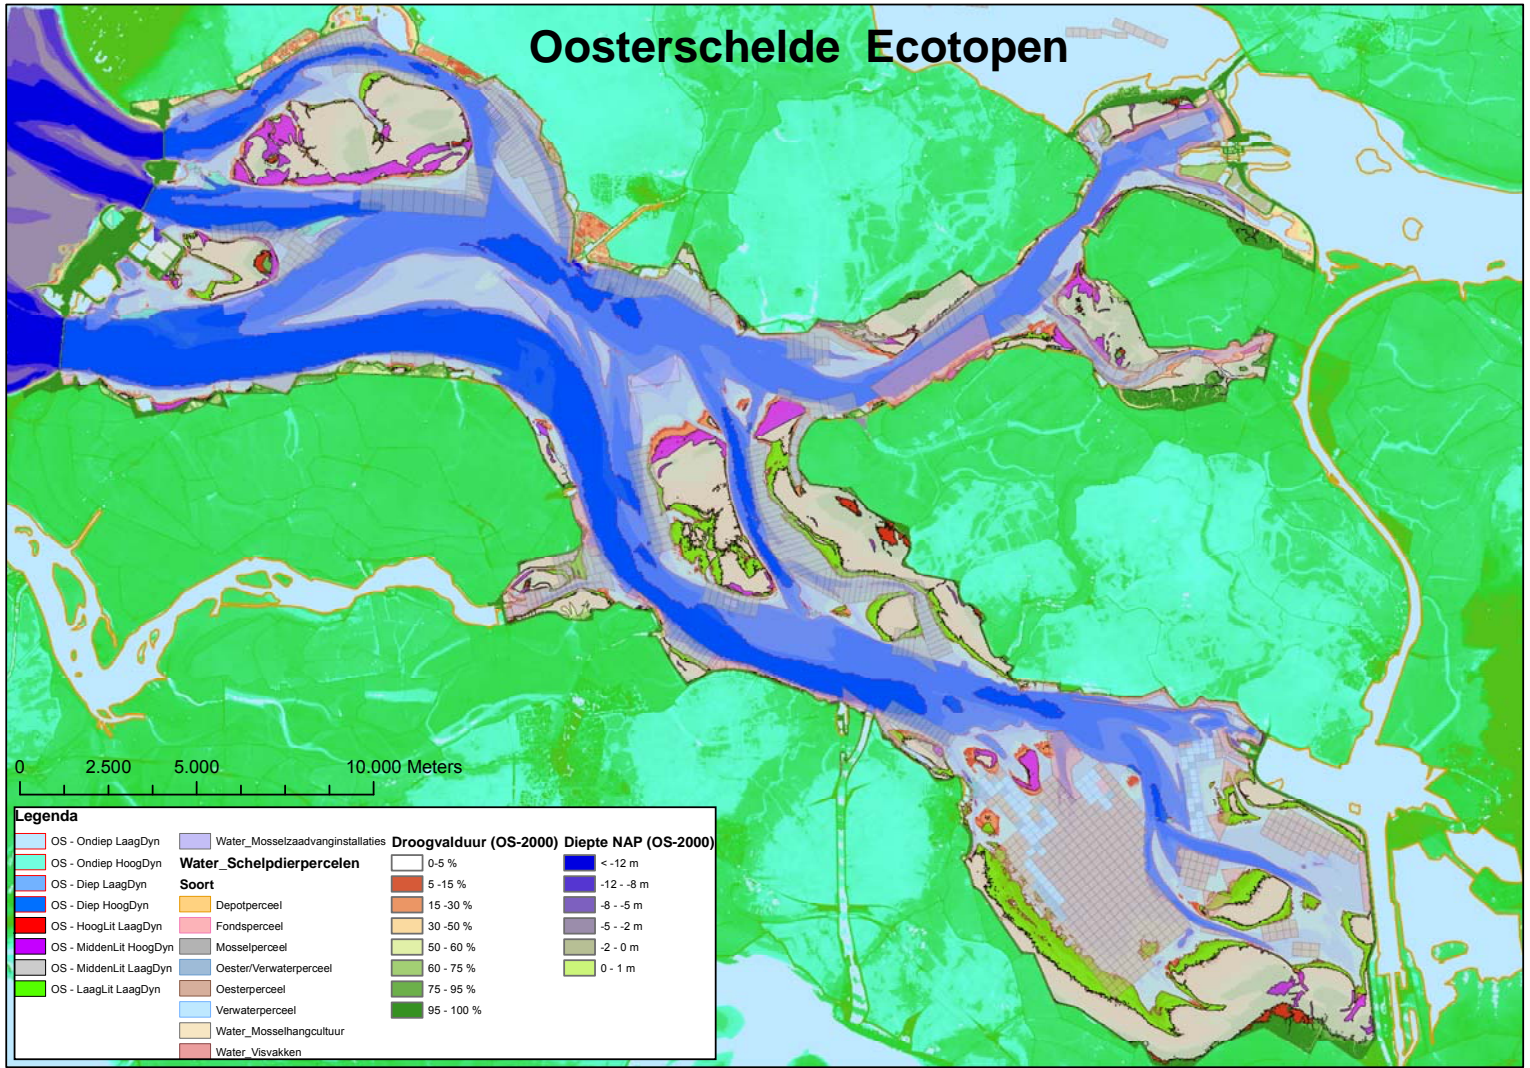 Oosterschelde Ecotopen
0 2.500 5.000 10.000 Meters
Legenda
OS - Ondiep LaagDyn
OS - Ondiep HoogDyn
OS - Diep LaagDyn
OS - Diep HoogDyn
OS - HoogLit LaagDyn
OS - MiddenLit HoogDyn
OS - MiddenLit LaagDyn
OS - LaagLit LaagDyn
Water_Mosselzaadvanginstallaties
Water_Schelpdierpercelen
Soort
Depotperceel
Fondsperceel
Mosselperceel
Oester/Verwaterperceel
Oesterperceel
Verwaterperceel
Water_Mosselhangcultuur
Water_Visvakken
Droogvalduur (OS-2000)
0-5 %
5 -15 %
15 -30 %
30 -50 %
50 - 60 %
60 - 75 %
75 - 95 %
95 - 100 %
Diepte NAP (OS-2000)
< -12 m
-12 - -8 m
-8 - -5 m
-5 - -2 m
-2 - 0 m
0 - 1 m